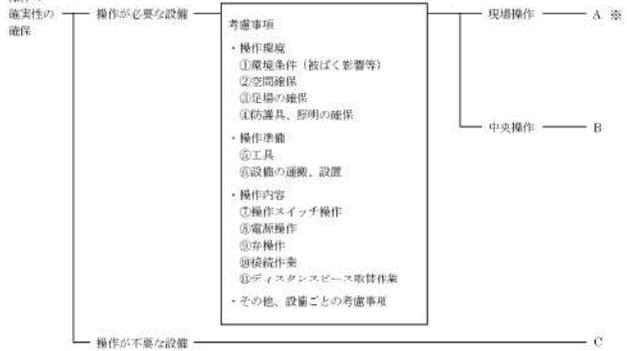 確実性の
確保
操作が必要な設備
考慮事項
・操作環境
①環境条件（被ばく影響等）
②空間確保
③足場の確保
④防護具、照明の確保
・操作準備
⑤工具
⑥設備の運搬、設置
・操作内容
⑦操作スイッチ操作
⑧電源操作
⑨弁操作
⑩接続作業
⑪ディスタンスピース取替作業
・その他、設備ごとの考慮事項
現場操作 A ※
中央操作 B
操作が不要な設備 C